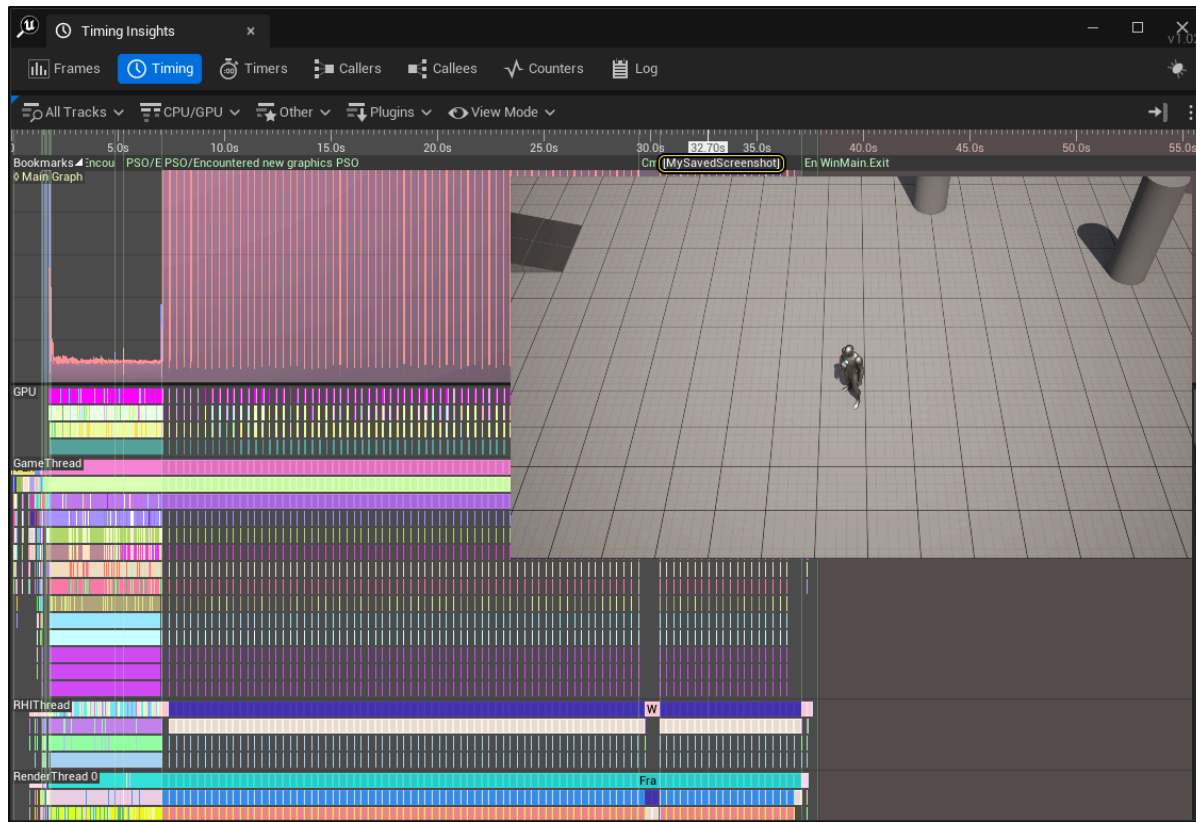 Timing Insights
v1.02
Frames Timing Timers Callers Callees Counters Log
All Tracks CPU/GPU Other Plugins View Mode
5.0s 10.0s 15.0s 20.0s 25.0s 30.0s 32.70s 35.0s 40.0s 45.0s 50.0s 55.0s
Bookmarks Encou PSO/E PSO/Encountered new graphics PSO [MySavedScreenshot] En WinMain.Exit
Main Graph
GPU
GameThread
RHIThread W
RenderThread 0 Fra